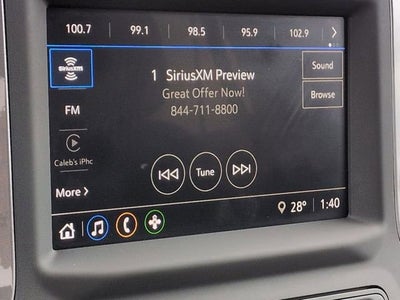 100.7 99.1 98.5 95.9 102.9
SiriusXM
1 SiriusXM Preview
Great Offer Now!
844-711-8800
Sound
Browse
FM
Caleb's iPhc
More
Tune
28° 1:40